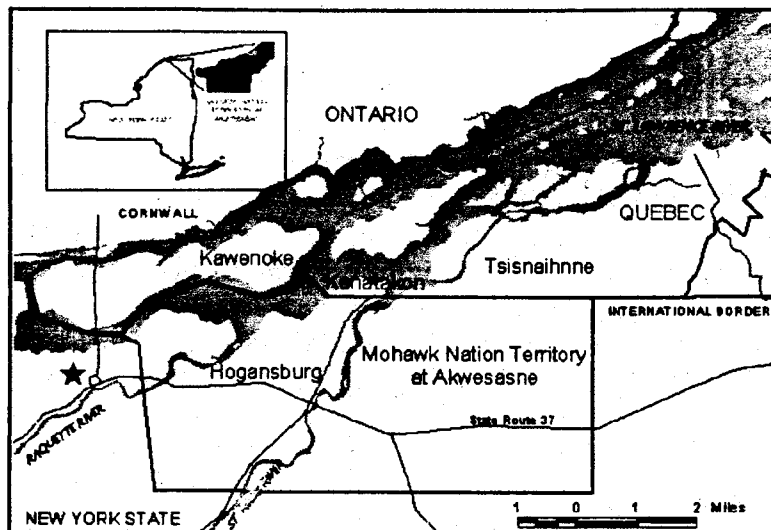 ONTARIO
CORNWALL
Kawenoke
QUEBEC
Tsisnaihnne
INTERNATIONAL BORDER
Hogansburg
Mohawk Nation Territory
at Akwesasne
State Route 37
RAQUETTE RIVER
NEW YORK STATE
1 0 1 2 Miles